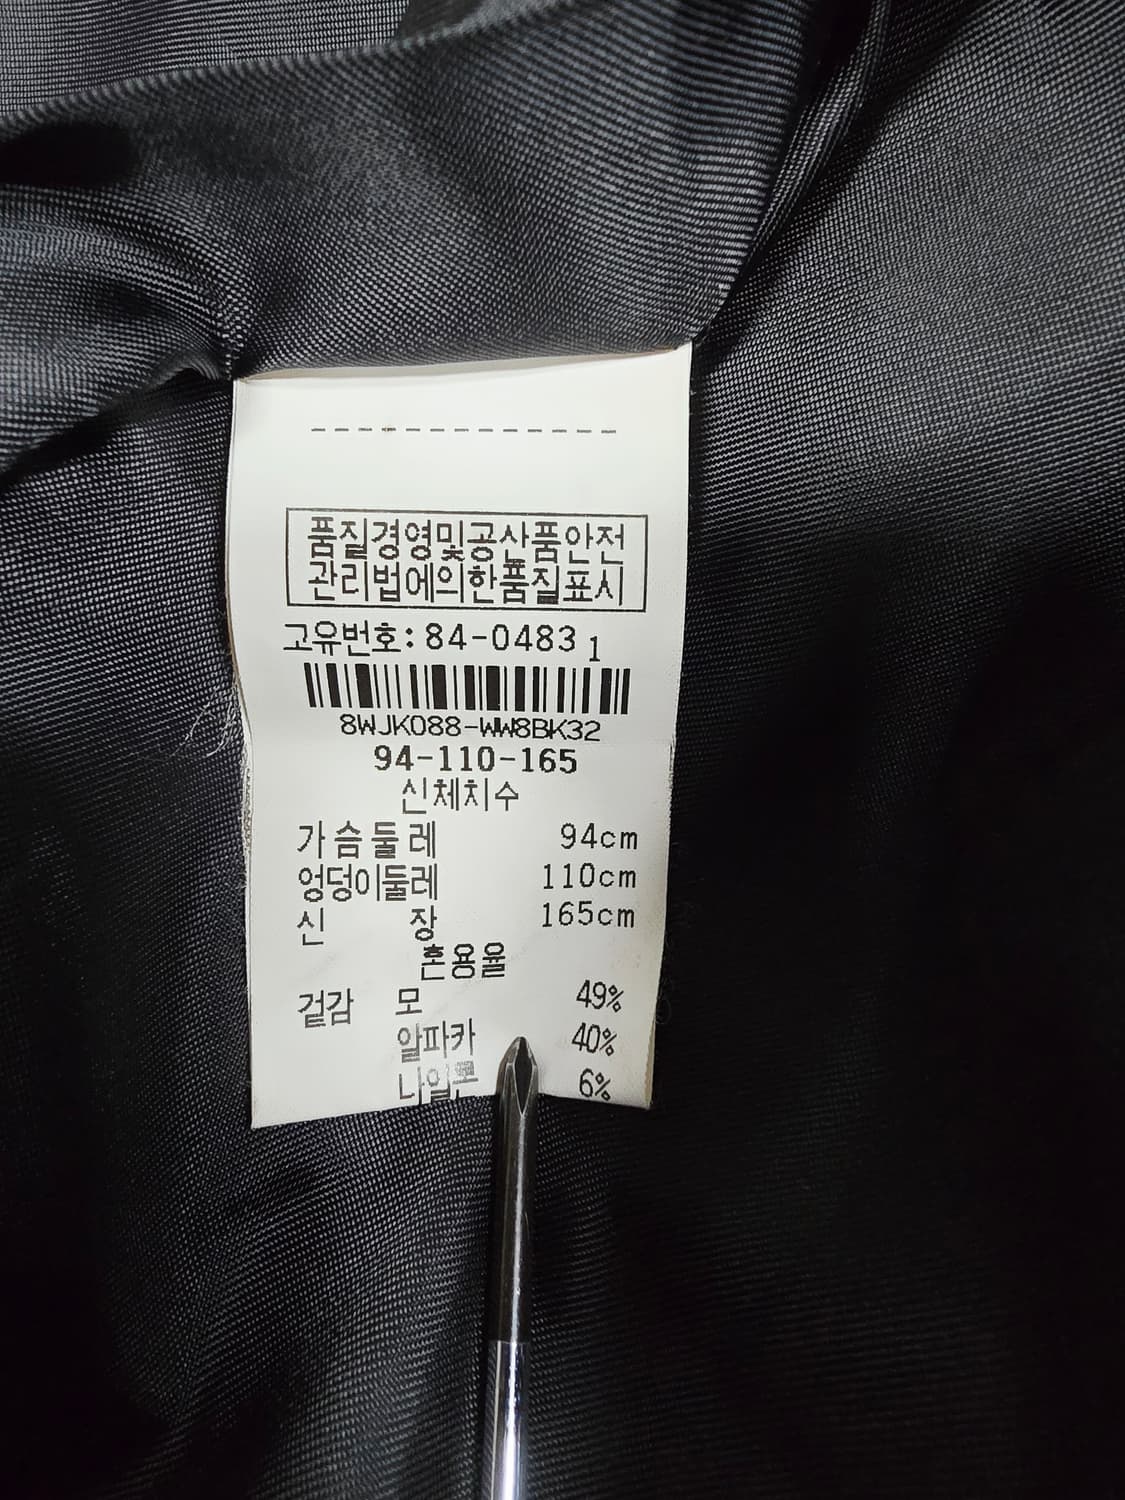 품질경영및공산품안전
관리법에의한품질표시
고유번호: 84-0483 1
8WJK088-WW8BK32
94-110-165
신체치수
가슴둘레 94cm
엉덩이둘레 110cm
신 장 165cm
혼용율
겉감 모 49%
알파카 40%
나일론 6%